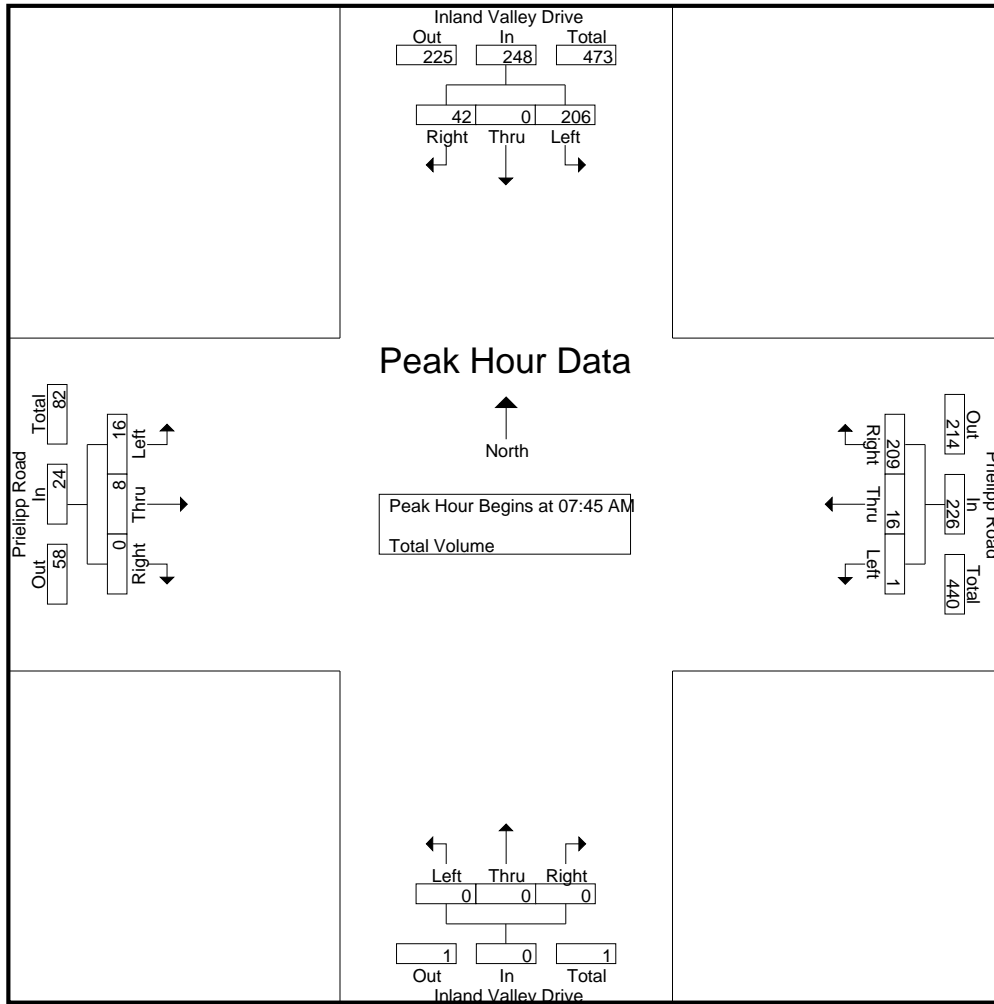 Inland Valley Drive
Out In Total
225 248 473
42 0 206
Right Thru Left
Peak Hour Data
North
Peak Hour Begins at 07:45 AM
Total Volume
Prielipp Road
Total In Out
82 24 58
16 8 0
Left Thru Right
Right Thru Left
209 16 1
214 226 440
Out In Total
Prielipp Road
Left Thru Right
0 0 0
1 0 1
Out In Total
Inland Valley Drive